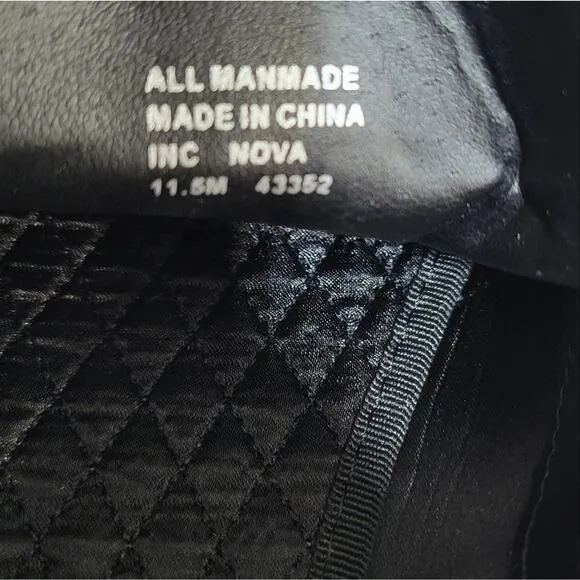 ALL MANMADE
MADE IN CHINA
INC NOVA
11.5M 43352